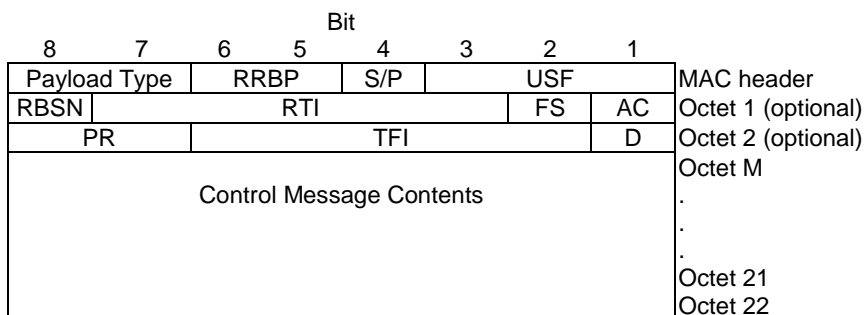 Bit
8 7 6 5 4 3 2 1
Payload Type RRBP S/P USF MAC header
RBSN RTI FS AC Octet 1 (optional)
PR TFI D Octet 2 (optional)
Octet M
Control Message Contents .
.
.
Octet 21
Octet 22